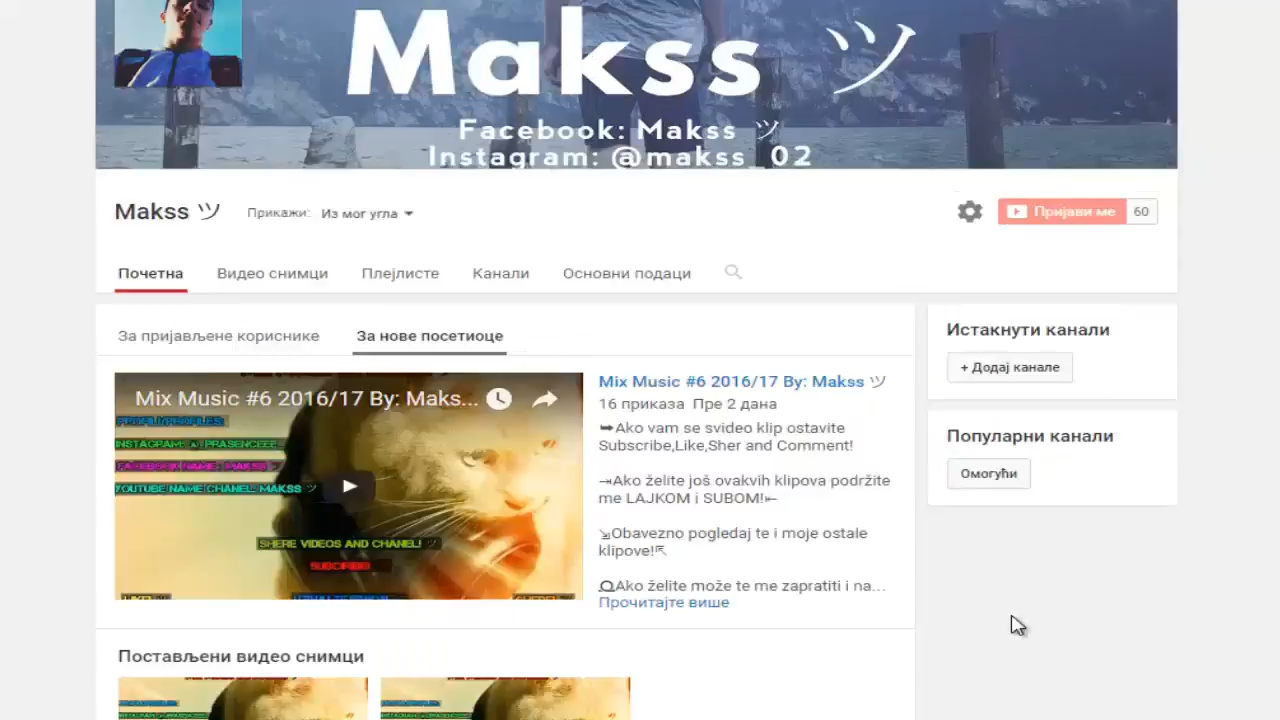 Makss ツ
Facebook: Makss ツ
Instagram: @makss_02
Makss ツ
Прикажи: Из мог угла
Пријави ме 60
Почетна Видео снимци Плејлисте Канали Основни подаци
За пријављене кориснике За нове посетиоце
Mix Music #6 2016/17 By: Maks...
INSTAGRAM: @ PRASENCEEE_
FACEBOOK NAME: MAKSS ツ
YOUTUBE NAME CHANEL: MAKSS ツ
SHERE VIDEOS AND CHANEL! ツ
Mix Music #6 2016/17 By: Makss ツ
16 приказа Пре 2 дана
➥Ako vam se svideo klip ostavite
Subscribe,Like,Sher and Comment!
⇥Ako želite još ovakvih klipova podržite
me LAJKOM i SUBOM!⇤
⇲Obavezno pogledaj te i moje ostale
klipove!⇱
Ako želite može te me zapratiti i na...
Прочитајте више
Истакнути канали
+ Додај канале
Популарни канали
Омогући
Постављени видео снимци